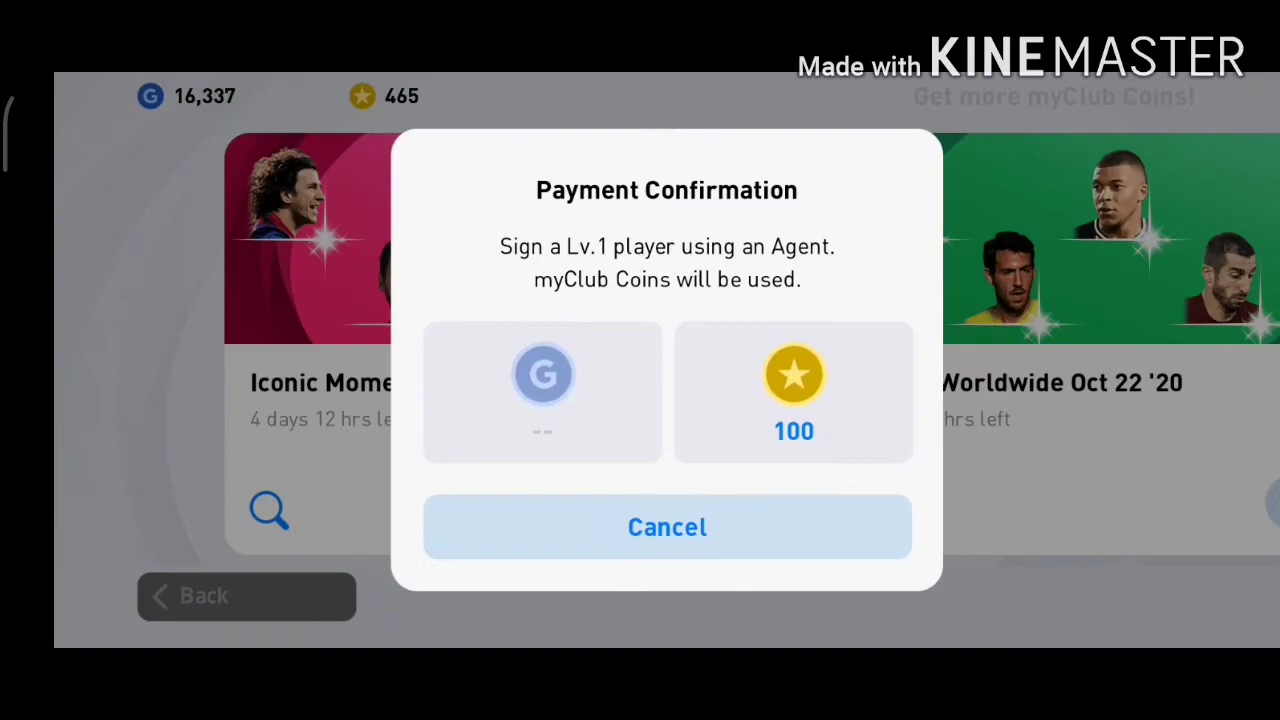 Made with KINEMASTER
G 16,337 465 Get more myClub Coins!
Payment Confirmation
Sign a Lv.1 player using an Agent.
myClub Coins will be used.
G
--
100
Iconic Mome
4 days 12 hrs le
Worldwide Oct 22 '20
hrs left
Cancel
Back